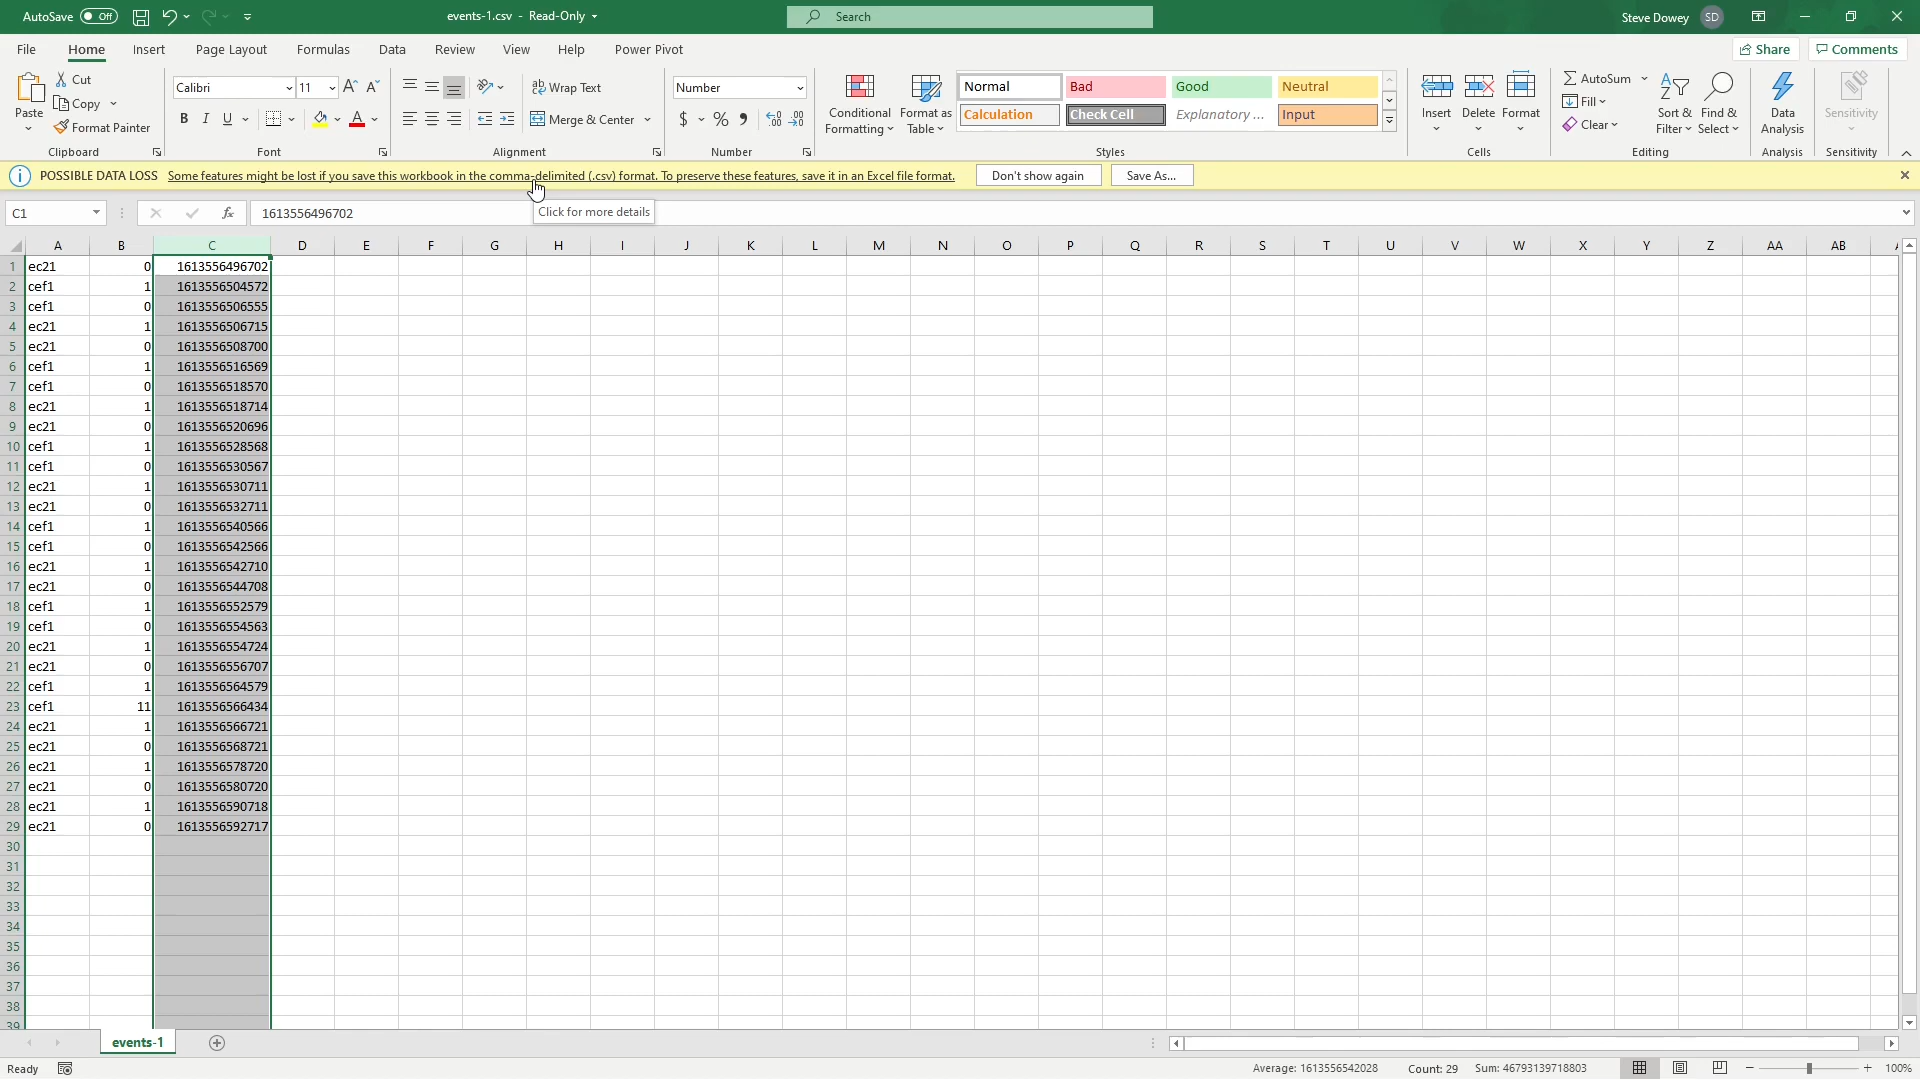 AutoSave Off events-1.csv - Read-Only Search Steve Dowey SD
File Home Insert Page Layout Formulas Data Review View Help Power Pivot Share Comments
Paste Cut Copy Format Painter Clipboard
Calibri 11 B I U A Font
Wrap Text Merge & Center Alignment
Number $ % Number
Conditional Formatting Format as Table
Normal Bad Good Neutral
Calculation Check Cell Explanatory ... Input
Styles
Insert Delete Format Cells
AutoSum Fill Clear Sort & Filter Find & Select Editing
Data Analysis Analysis
Sensitivity Sensitivity
POSSIBLE DATA LOSS Some features might be lost if you save this workbook in the comma-delimited (.csv) format. To preserve these features, save it in an Excel file format. Don't show again Save As...
C1 fx 1613556496702 Click for more details
A B C D E F G H I J K L M N O P Q R S T U V W X Y Z AA AB
1 ec21 0 1613556496702
2 cef1 1 1613556504572
3 cef1 0 1613556506555
4 ec21 1 1613556506715
5 ec21 0 1613556508700
6 cef1 1 1613556516569
7 cef1 0 1613556518570
8 ec21 1 1613556518714
9 ec21 0 1613556520696
10 cef1 1 1613556528568
11 cef1 0 1613556530567
12 ec21 1 1613556530711
13 ec21 0 1613556532711
14 cef1 1 1613556540566
15 cef1 0 1613556542566
16 ec21 1 1613556542710
17 ec21 0 1613556544708
18 cef1 1 1613556552579
19 cef1 0 1613556554563
20 ec21 1 1613556554724
21 ec21 0 1613556556707
22 cef1 1 1613556564579
23 cef1 11 1613556566434
24 ec21 1 1613556566721
25 ec21 0 1613556568721
26 ec21 1 1613556578720
27 ec21 0 1613556580720
28 ec21 1 1613556590718
29 ec21 0 1613556592717
30
31
32
33
34
35
36
37
38
39
events-1
Ready Average: 1613556542028 Count: 29 Sum: 46793139718803 100%